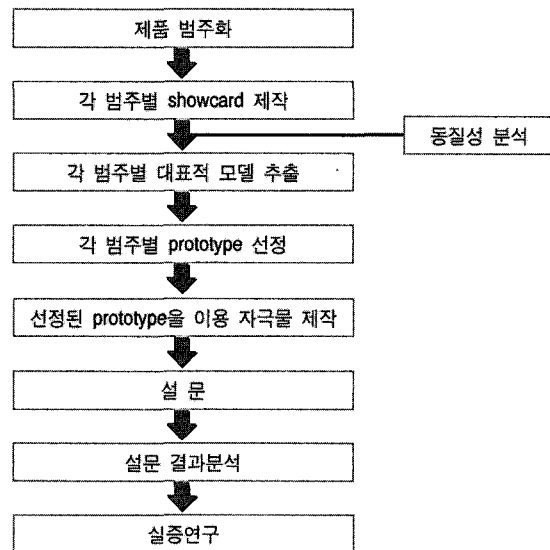 제품 범주화
각 범주별 showcard 제작
동질성 분석
각 범주별 대표적 모델 추출
각 범주별 prototype 선정
선정된 prototype을 이용 자극물 제작
설 문
설문 결과분석
실증연구